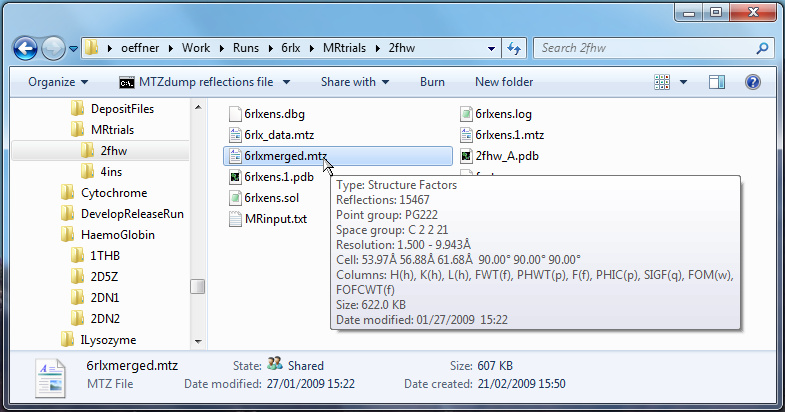 oeffner Work Runs 6rlx MRtrials 2fhw Search 2fhw
Organize MTZdump reflections file Share with Burn New folder
DepositFiles
MRtrials
2fhw
4ins
Cytochrome
DevelopReleaseRun
HaemoGlobin
1THB
2D5Z
2DN1
2DN2
ILysozyme
6rlxens.dbg
6rlx_data.mtz
6rlxmerged.mtz
6rlxens.1.pdb
6rlxens.sol
MRinput.txt
6rlxens.log
6rlxens.1.mtz
2fhw_A.pdb
Type: Structure Factors
Reflections: 15467
Point group: PG222
Space group: C 2 2 21
Resolution: 1.500 - 9.943Å
Cell: 53.97Å 56.88Å 61.68Å 90.00° 90.00° 90.00°
Columns: H(h), K(h), L(h), FWT(f), PHWT(p), F(f), PHIC(p), SIGF(q), FOM(w),
FOFCWT(f)
Size: 622.0 KB
Date modified: 01/27/2009 15:22
6rlxmerged.mtz State: Shared Size: 607 KB
MTZ File Date modified: 27/01/2009 15:22 Date created: 21/02/2009 15:50